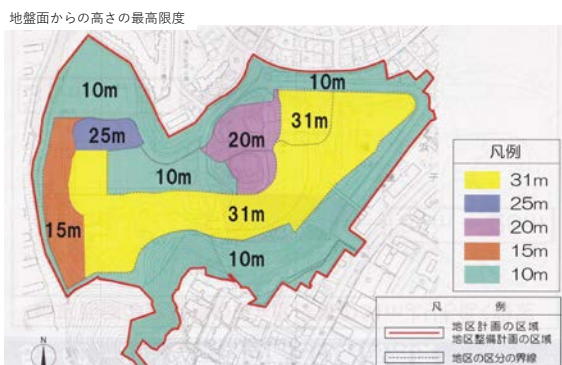 地盤面からの高さの最高限度
10m
10m
25m
20m
31m
10m
15m
31m
10m
凡例
31m
25m
20m
15m
10m
凡 例
地区計画の区域
地区整備計画の区域
地区の区分の界線
N